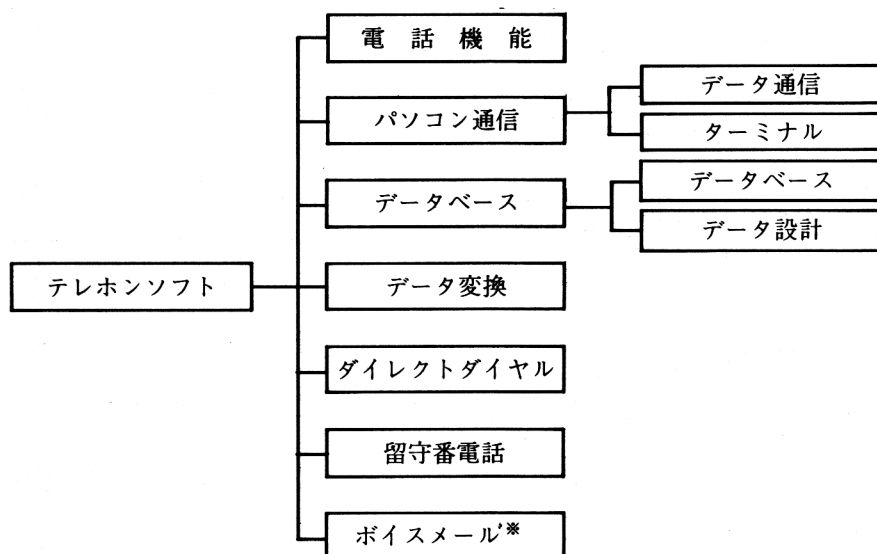 電話機能
パソコン通信
データ通信
ターミナル
データベース
データベース
データ設計
テレホンソフト
データ変換
ダイレクトダイヤル
留守番電話
ボイスメール※